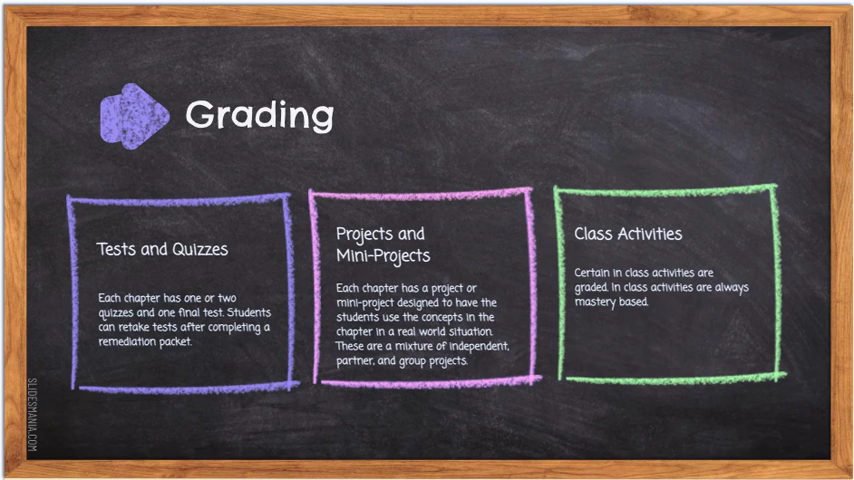 Grading
Tests and Quizzes
Each chapter has one or two
quizzes and one final test. Students
can retake tests after completing a
remediation packet.
Projects and
Mini-Projects
Each chapter has a project or
mini-project designed to have the
students use the concepts in the
chapter in a real world situation.
These are a mixture of independent,
partner, and group projects.
Class Activities
Certain in class activities are
graded. In class activities are always
mastery based.
SLIDESMANIA.COM